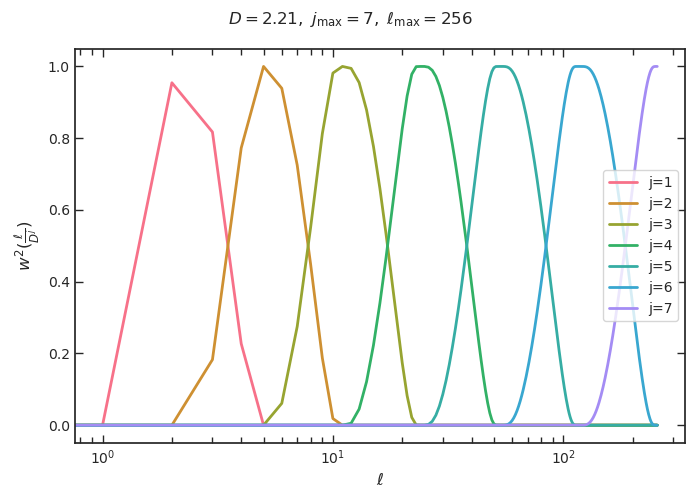 D = 2.21, j_max = 7, ℓ_max = 256
w²(ℓ/Dʲ)
1.0
0.8
0.6
0.4
0.2
0.0
j=1
j=2
j=3
j=4
j=5
j=6
j=7
10⁰ 10¹ 10²
ℓ